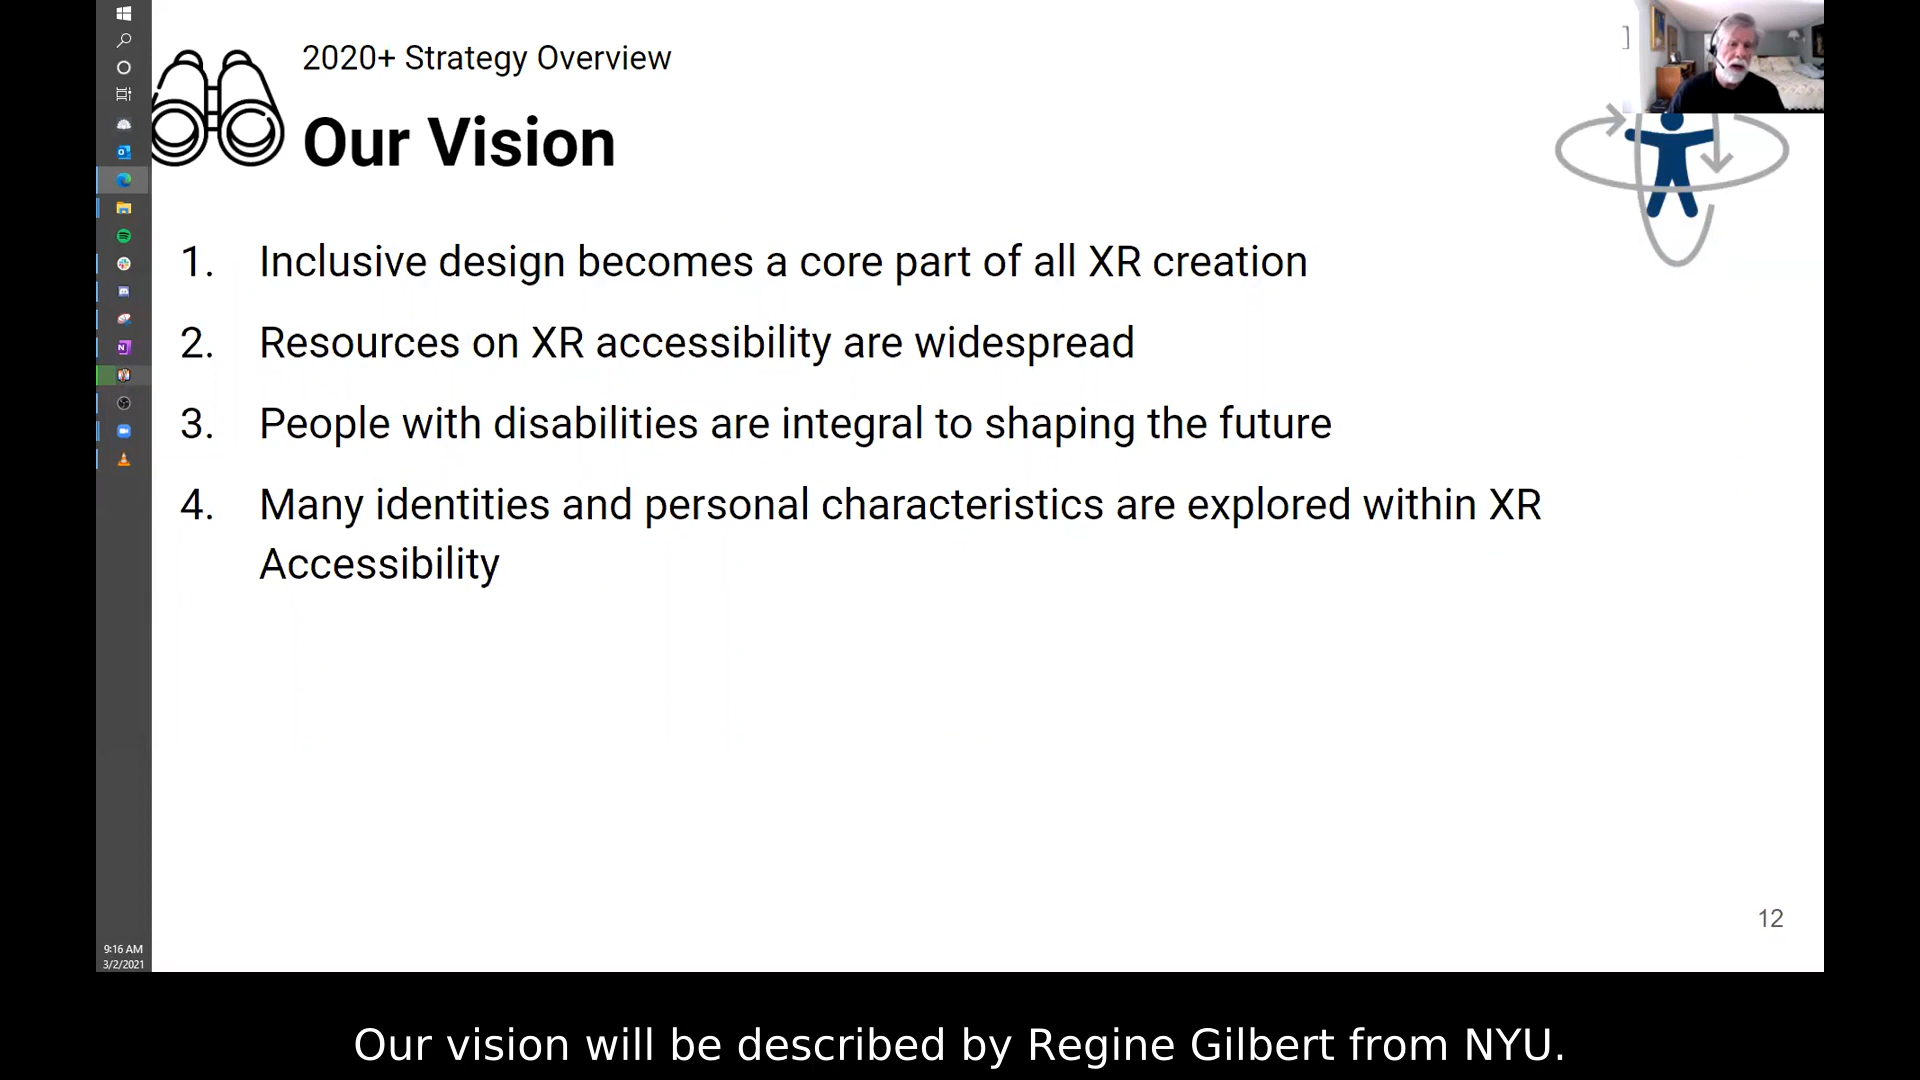 2020+ Strategy Overview
Our Vision
1. Inclusive design becomes a core part of all XR creation
2. Resources on XR accessibility are widespread
3. People with disabilities are integral to shaping the future
4. Many identities and personal characteristics are explored within XR
Accessibility
12
9:16 AM
3/2/2021
Our vision will be described by Regine Gilbert from NYU.